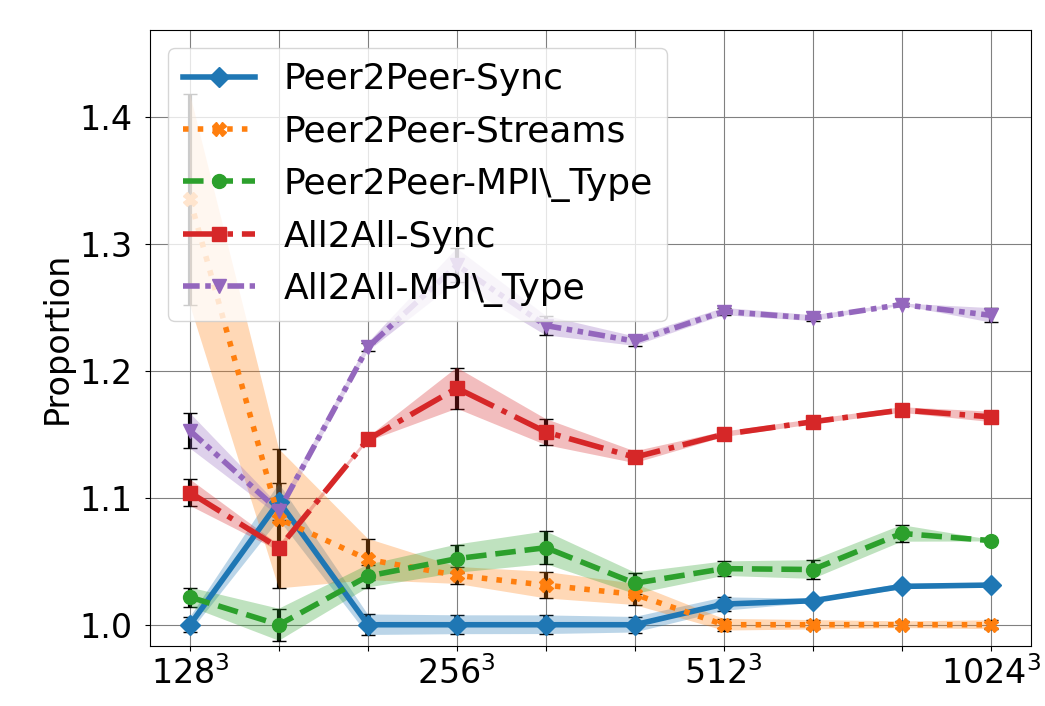 Peer2Peer-Sync
Peer2Peer-Streams
Peer2Peer-MPI\_Type
All2All-Sync
All2All-MPI\_Type
Proportion
1.4
1.3
1.2
1.1
1.0
128³ 256³ 512³ 1024³